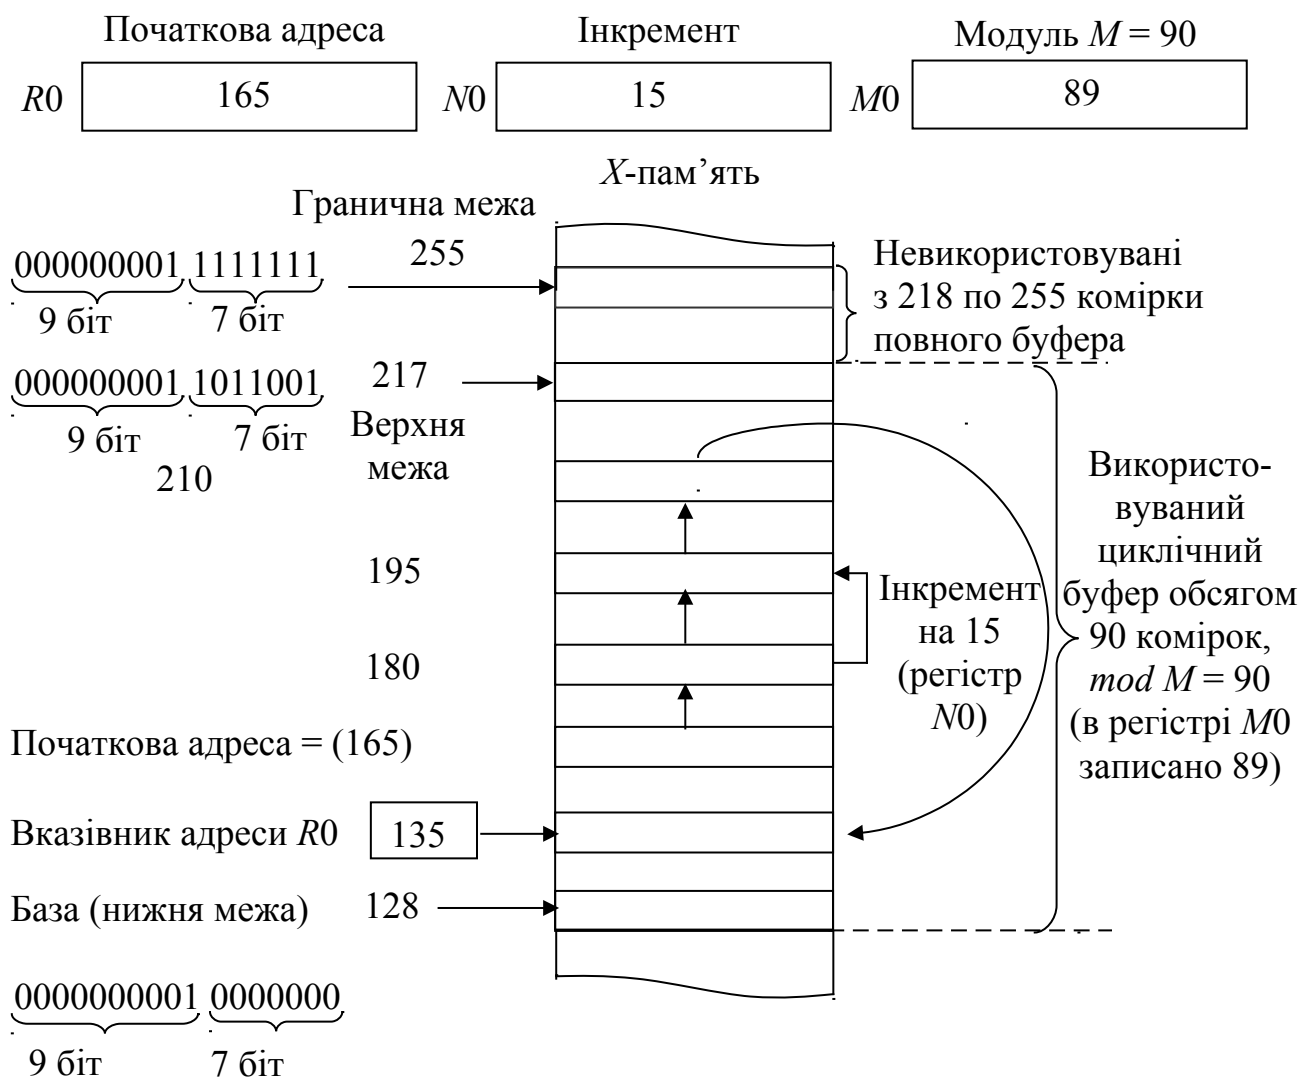 Початкова адреса
Інкремент
Модуль M = 90
R0
165
N0
15
M0
89
X-пам’ять
Гранична межа
000000001 1111111
255
9 біт
7 біт
Невикористовувані
з 218 по 255 комірки
повного буфера
000000001 1011001
217
9 біт
7 біт
210
Верхня
межа
Використо-
вуваний
циклічний
буфер обсягом
90 комірок,
mod M = 90
(в регістрі M0
записано 89)
195
Інкремент
на 15
(регістр
N0)
180
Початкова адреса = (165)
Вказівник адреси R0
135
База (нижня межа)
128
0000000001 0000000
9 біт
7 біт